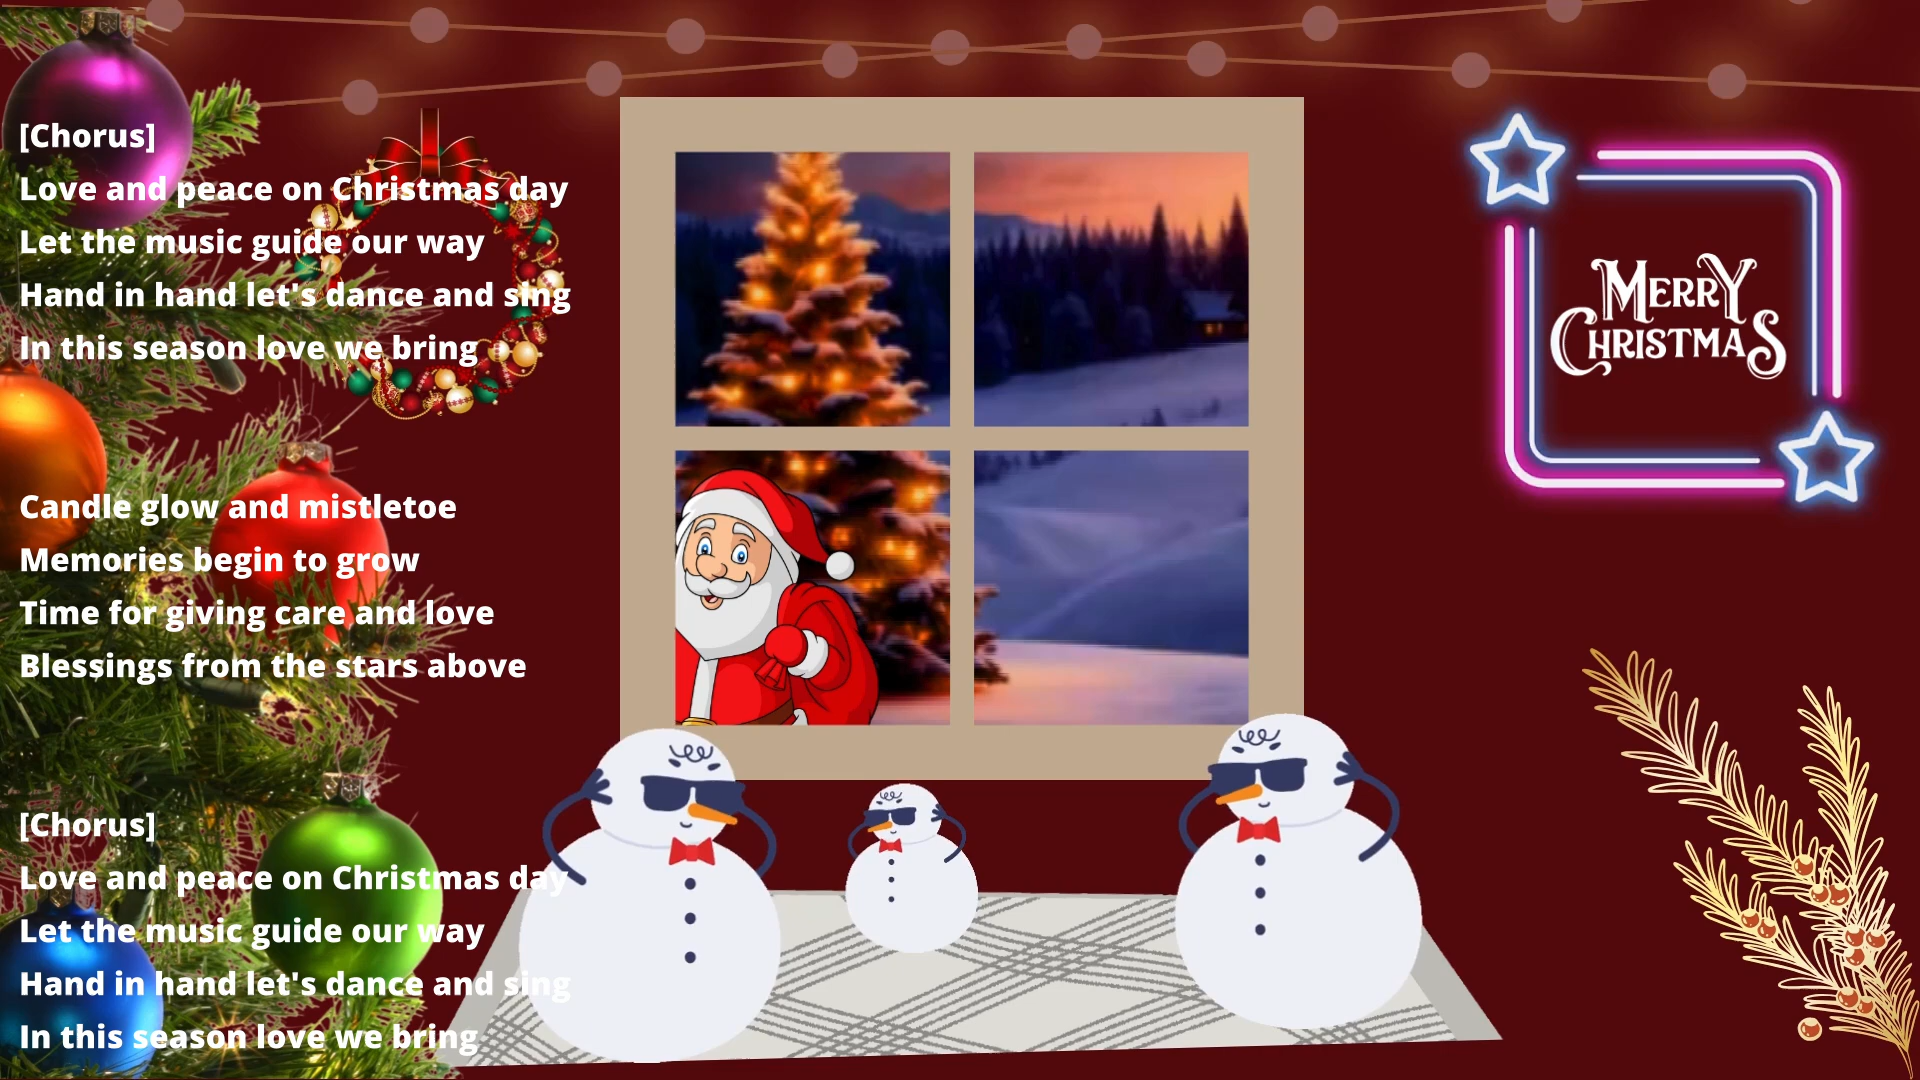 [Chorus]
Love and peace on Christmas day
Let the music guide our way
Hand in hand let's dance and sing
In this season love we bring
Candle glow and mistletoe
Memories begin to grow
Time for giving care and love
Blessings from the stars above
[Chorus]
Love and peace on Christmas day
Let the music guide our way
Hand in hand let's dance and sing
In this season love we bring
MERRY
CHRISTMAS